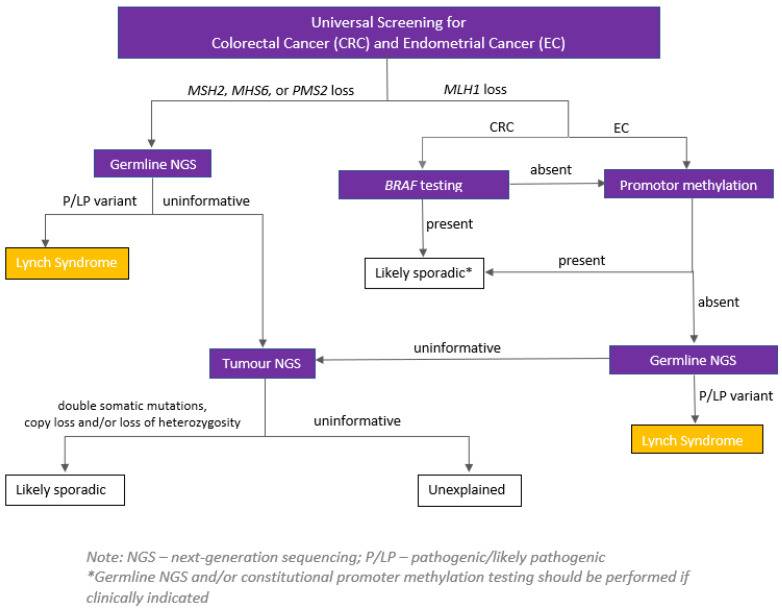 Universal Screening for
Colorectal Cancer (CRC) and Endometrial Cancer (EC)
MSH2, MHS6, or PMS2 loss
MLH1 loss
CRC
EC
Germline NGS
BRAF testing
absent
Promotor methylation
P/LP variant
uninformative
present
Lynch Syndrome
Likely sporadic*
present
absent
Tumour NGS
uninformative
Germline NGS
P/LP variant
double somatic mutations,
copy loss and/or loss of heterozygosity
uninformative
Lynch Syndrome
Likely sporadic
Unexplained
Note: NGS – next-generation sequencing; P/LP – pathogenic/likely pathogenic
*Germline NGS and/or constitutional promoter methylation testing should be performed if
clinically indicated